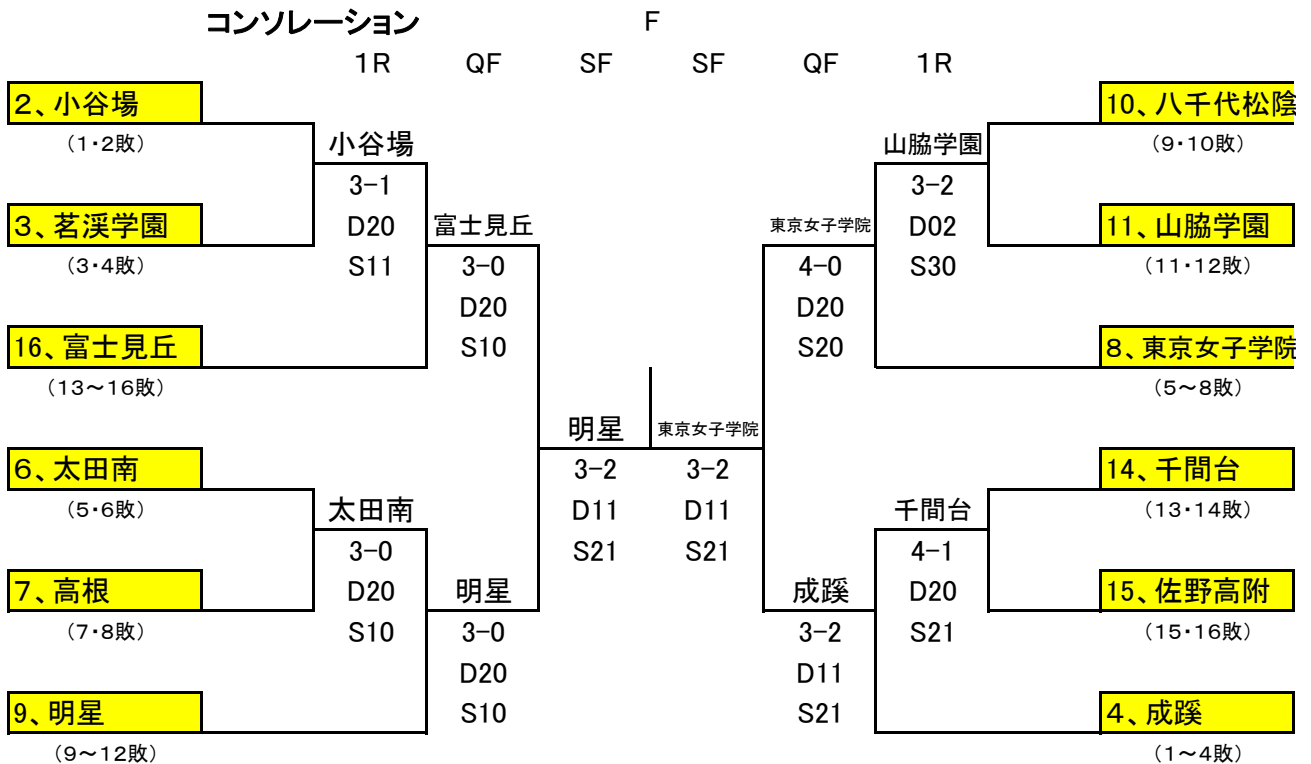 コンソレーション F
1R QF SF SF QF 1R
2、小谷場 10、八千代松陰
(1・2敗) 小谷場 山脇学園 (9・10敗)
3-1 3-2
3、茗渓学園 D20 富士見丘 東京女子学院 D02 11、山脇学園
(3・4敗) S11 3-0 4-0 S30 (11・12敗)
D20 D20
16、富士見丘 S10 S20 8、東京女子学院
(13~16敗) (5~8敗)
明星 東京女子学院
6、太田南 3-2 3-2 14、千間台
(5・6敗) 太田南 D11 D11 千間台 (13・14敗)
3-0 S21 S21 4-1
7、高根 D20 明星 成蹊 D20 15、佐野高附
(7・8敗) S10 3-0 3-2 S21 (15・16敗)
D20 D11
9、明星 S10 S21 4、成蹊
(9~12敗) (1~4敗)